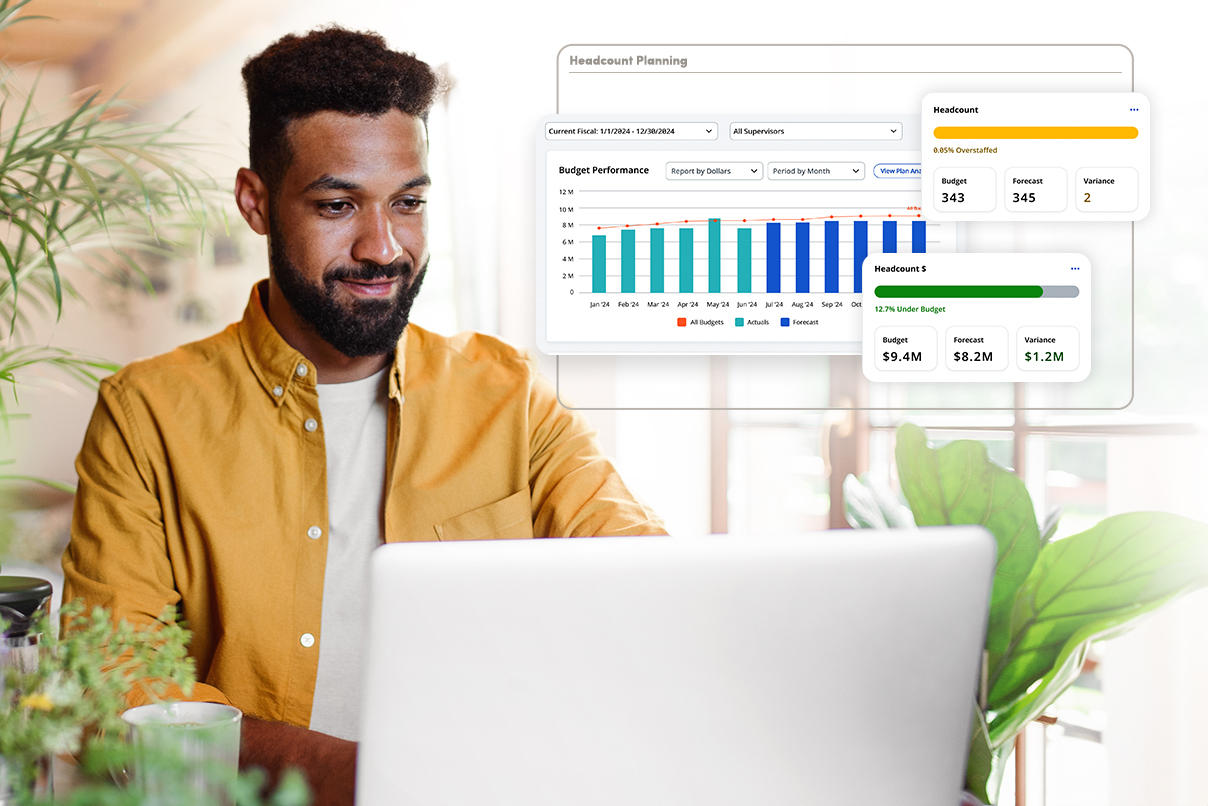 Headcount Planning
Current Fiscal: 1/1/2024 - 12/30/2024
All Supervisors
Budget Performance
Report by Dollars
Period by Month
View Plan
12 M
10 M
8 M
6 M
4 M
2 M
0
Jan '24 Feb '24 Mar '24 Apr '24 May '24 Jun '24 Jul '24 Aug '24 Sep '24 Oct
All Budgets Actuals Forecast
Headcount
0.05% Overstaffed
Budget Forecast Variance
343 345 2
Headcount $
12.7% Under Budget
Budget Forecast Variance
$9.4M $8.2M $1.2M